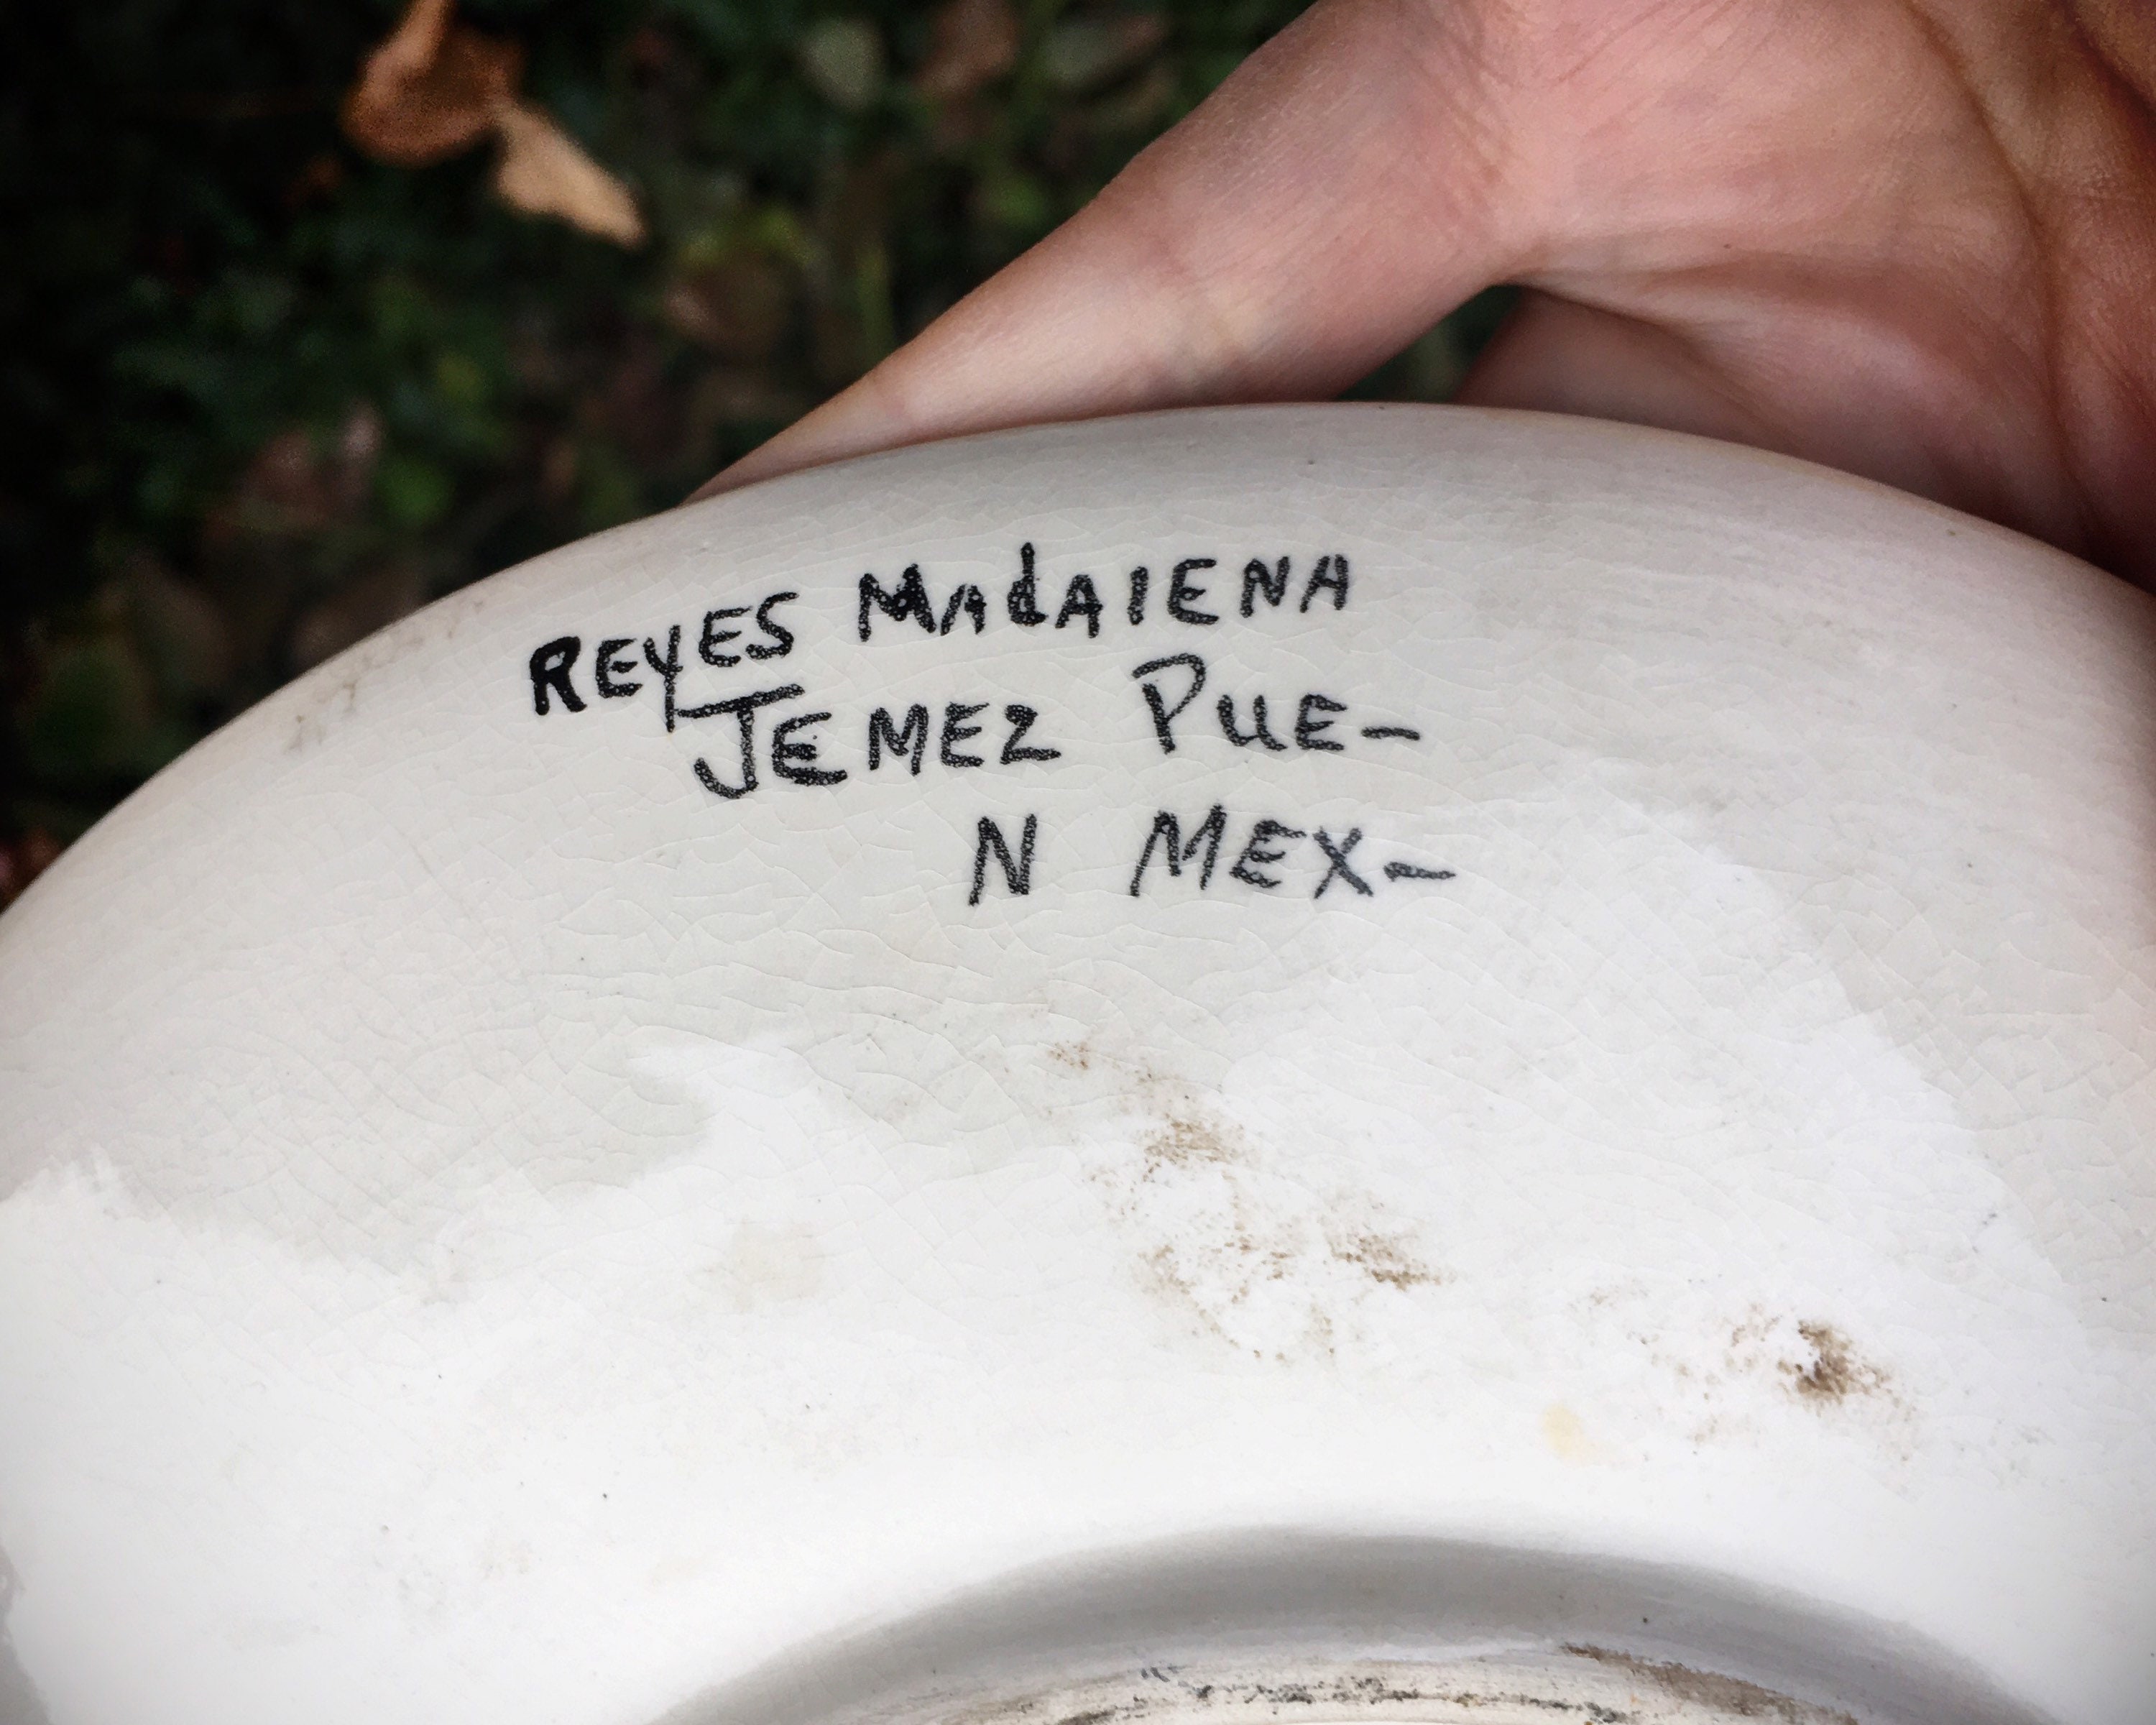 REYES MAdAIENA
JEMEZ PUE-
N MEX-